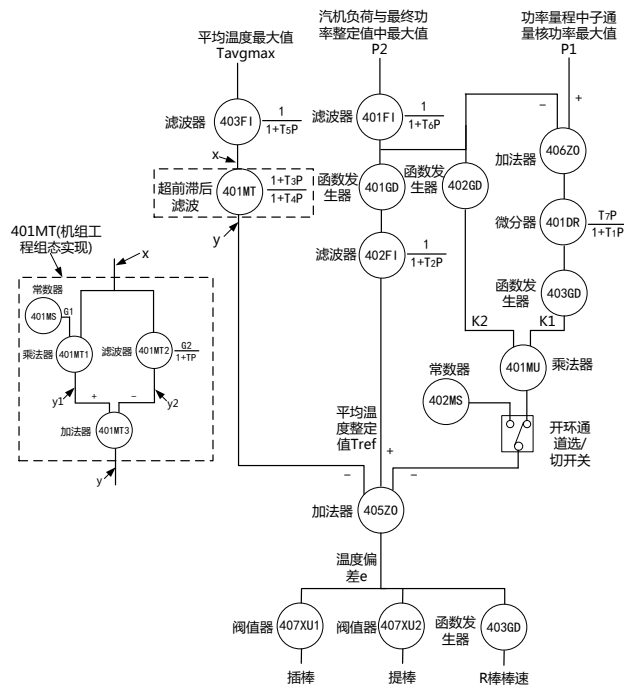 平均温度最大值
Tavgmax
汽机负荷与最终功
率整定值中最大值
P2
功率量程中子通
量核功率最大值
P1
滤波器
403FI
1
1+T5P
滤波器
401FI
1
1+T6P
−
+
406ZO
加法器
x
超前滞后
滤波
401MT
1+T3P
1+T4P
y
函数发
生器
401GD
函数发
生器
402GD
微分器
401DR
T7P
1+T1P
滤波器
402FI
1
1+T2P
函数发
生器
403GD
K2
K1
401MU
乘法器
常数器
402MS
开环通
道选/
切开关
401MT(机组工
程组态实现)
x
常数器
401MS
G1
乘法器
401MT1
滤波器
401MT2
G2
1+TP
y1
+
−
y2
加法器
401MT3
y
平均温
度整定
值Tref
−
+
−
加法器
405ZO
温度偏
差e
阀值器
407XU1
阀值器
407XU2
函数发
生器
403GD
插棒
提棒
R棒棒速